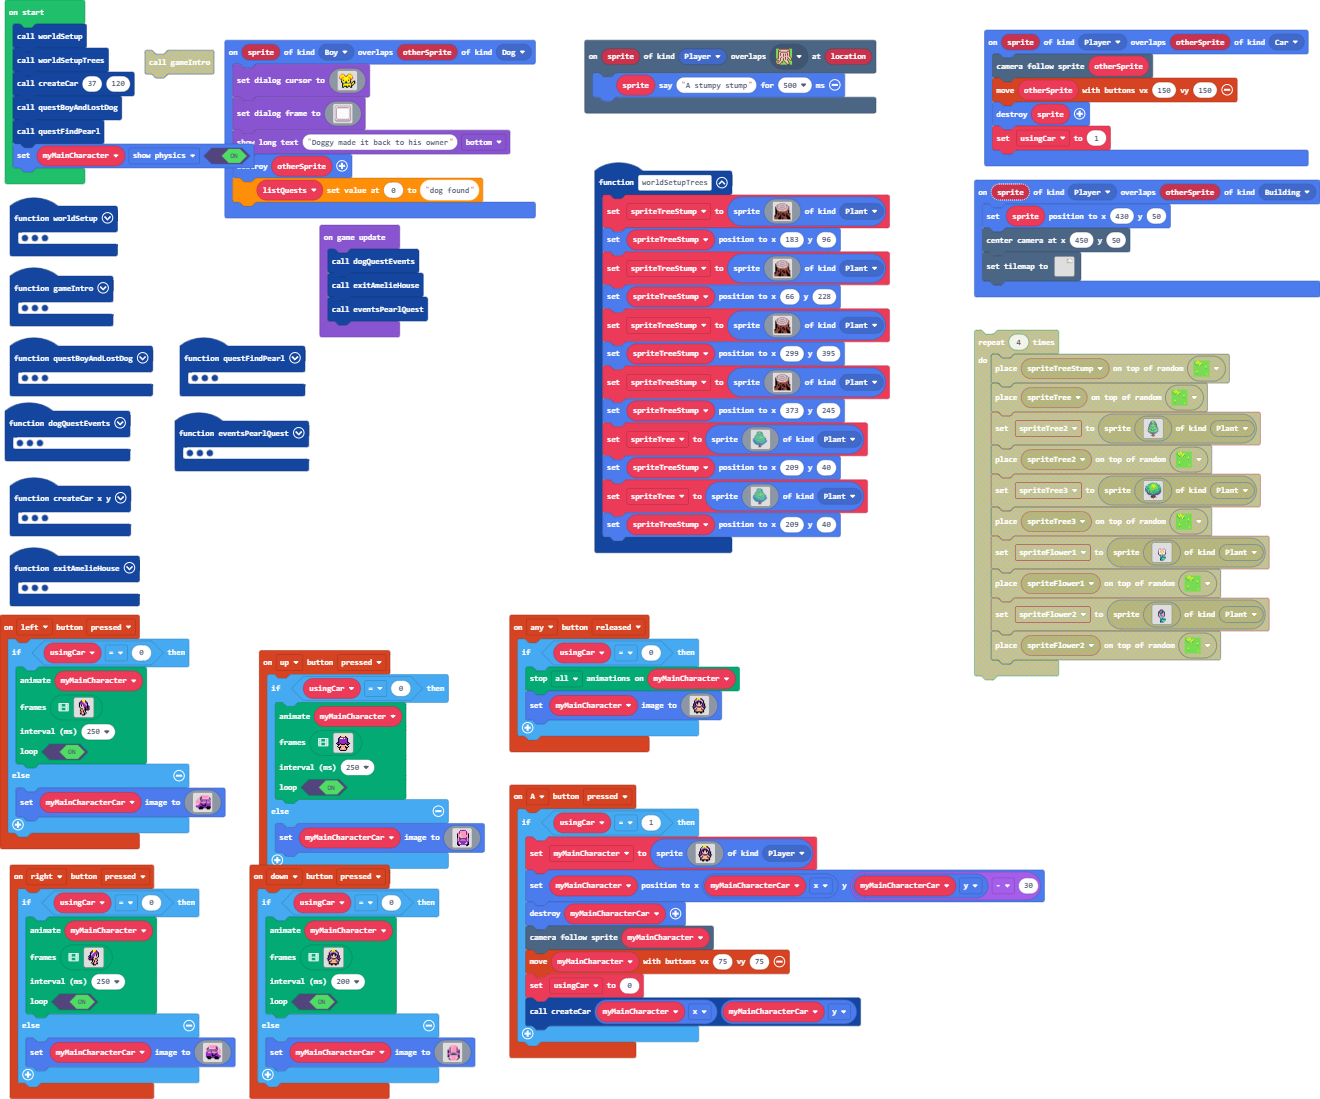 on start
call worldSetup
call worldSetupTrees
call createCar 37 120
call questBoyAndLostDog
call questFindPearl
set myMainCharacter show physics ON
call gameIntro
on sprite of kind Boy overlaps otherSprite of kind Dog
set dialog cursor to
set dialog frame to
show long text "Doggy made it back to his owner" bottom
destroy otherSprite
listQuests set value at 0 to "dog found"
on game update
call dogQuestEvents
call exitAmelieHouse
call eventsPearlQuest
function worldSetup
function gameIntro
function questBoyAndLostDog
function questFindPearl
function dogQuestEvents
function eventsPearlQuest
function createCar x y
function exitAmelieHouse
on sprite of kind Player overlaps at location
sprite say "A stumpy stump" for 500 ms
function worldSetupTrees
set spriteTreeStump to sprite of kind Plant
set spriteTreeStump position to x 183 y 96
set spriteTreeStump to sprite of kind Plant
set spriteTreeStump position to x 66 y 228
set spriteTreeStump to sprite of kind Plant
set spriteTreeStump position to x 299 y 395
set spriteTreeStump to sprite of kind Plant
set spriteTreeStump position to x 373 y 245
set spriteTree to sprite of kind Plant
set spriteTreeStump position to x 209 y 40
set spriteTree to sprite of kind Plant
set spriteTreeStump position to x 209 y 40
on sprite of kind Player overlaps otherSprite of kind Car
camera follow sprite otherSprite
move otherSprite with buttons vx 150 vy 150
destroy sprite
set usingCar to 1
on sprite of kind Player overlaps otherSprite of kind Building
set sprite position to x 430 y 50
center camera at x 450 y 50
set tilemap to
repeat 4 times
do
place spriteTreeStump on top of random
place spriteTree on top of random
set spriteTree2 to sprite of kind Plant
place spriteTree2 on top of random
set spriteTree3 to sprite of kind Plant
place spriteTree3 on top of random
set spriteFlower1 to sprite of kind Plant
place spriteFlower1 on top of random
set spriteFlower2 to sprite of kind Plant
place spriteFlower2 on top of random
on left button pressed
if usingCar = 0 then
animate myMainCharacter
frames
interval (ms) 250
loop ON
else
set myMainCharacterCar image to
on up button pressed
if usingCar = 0 then
animate myMainCharacter
frames
interval (ms) 250
loop ON
else
set myMainCharacterCar image to
on right button pressed
if usingCar = 0 then
animate myMainCharacter
frames
interval (ms) 250
loop ON
else
set myMainCharacterCar image to
on down button pressed
if usingCar = 0 then
animate myMainCharacter
frames
interval (ms) 200
loop ON
else
set myMainCharacterCar image to
on any button released
if usingCar = 0 then
stop all animations on myMainCharacter
set myMainCharacter image to
on A button pressed
if usingCar = 1 then
set myMainCharacter to sprite of kind Player
set myMainCharacter position to x myMainCharacterCar x y myMainCharacterCar y - 30
destroy myMainCharacterCar
camera follow sprite myMainCharacter
move myMainCharacter with buttons vx 75 vy 75
set usingCar to 0
call createCar myMainCharacter x myMainCharacterCar y